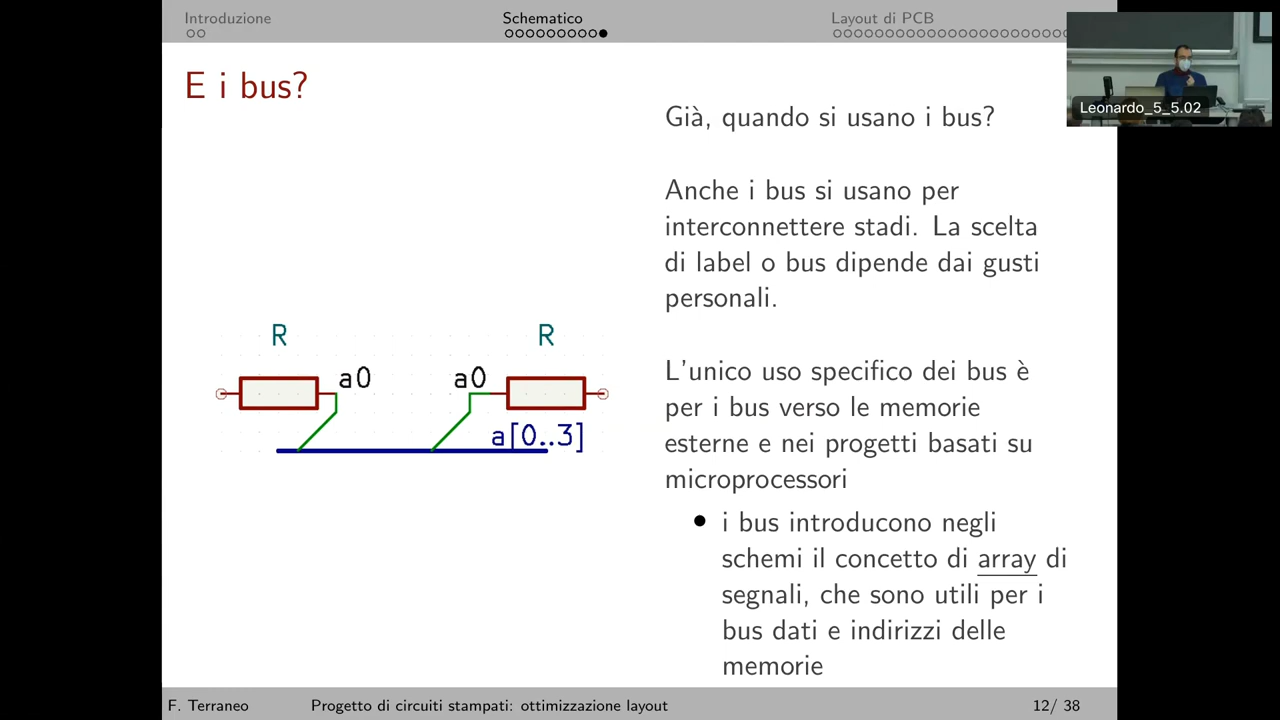 Introduzione
Schematico
Layout di PCB
E i bus?
Leonardo_5_5.02
Già, quando si usano i bus?
Anche i bus si usano per
interconnettere stadi. La scelta
di label o bus dipende dai gusti
personali.
R
R
a0
a0
a[0..3]
L'unico uso specifico dei bus è
per i bus verso le memorie
esterne e nei progetti basati su
microprocessori
• i bus introducono negli
schemi il concetto di array di
segnali, che sono utili per i
bus dati e indirizzi delle
memorie
F. Terraneo
Progetto di circuiti stampati: ottimizzazione layout
12/ 38